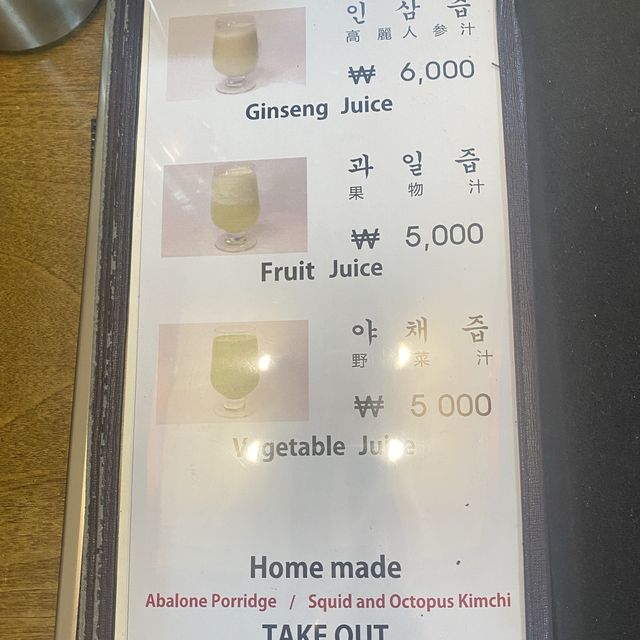 인 삼 즙
高 麗 人 参 汁
₩ 6,000
Ginseng Juice
과 일 즙
果 物 汁
₩ 5,000
Fruit Juice
야 채 즙
野 菜 汁
₩ 5 000
Vegetable Juice
Home made
Abalone Porridge / Squid and Octopus Kimchi
TAKE OUT